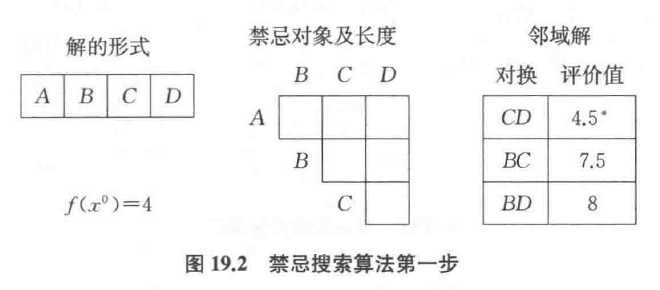 解的形式
A B C D
f(x⁰)=4
禁忌对象及长度
B C D
A
B
C
邻域解
对换 评价值
CD 4.5*
BC 7.5
BD 8
图 19.2 禁忌搜索算法第一步